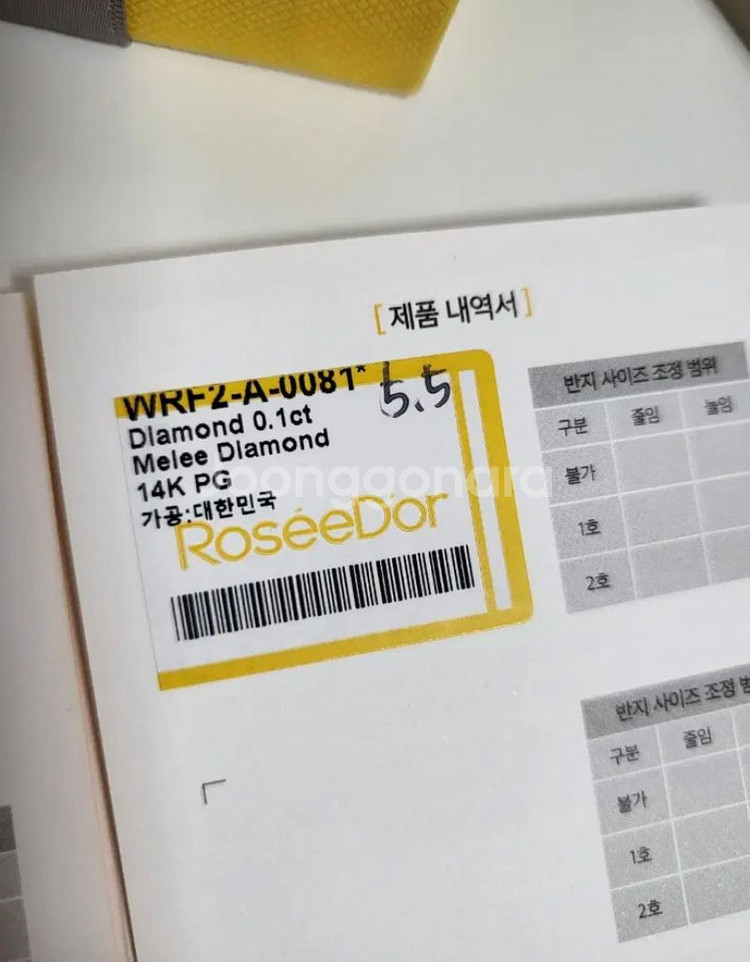 [제품 내역서]
WRF2-A-0081* 5.5
Diamond 0.1ct
Melee Diamond
14K PG
가공:대한민국
RoséeD'or
joonggonara
반지 사이즈 조정 범위
구분 줄임 늘임
불가
1호
2호
반지 사이즈 조정
구분 줄임
불가
1호
2호